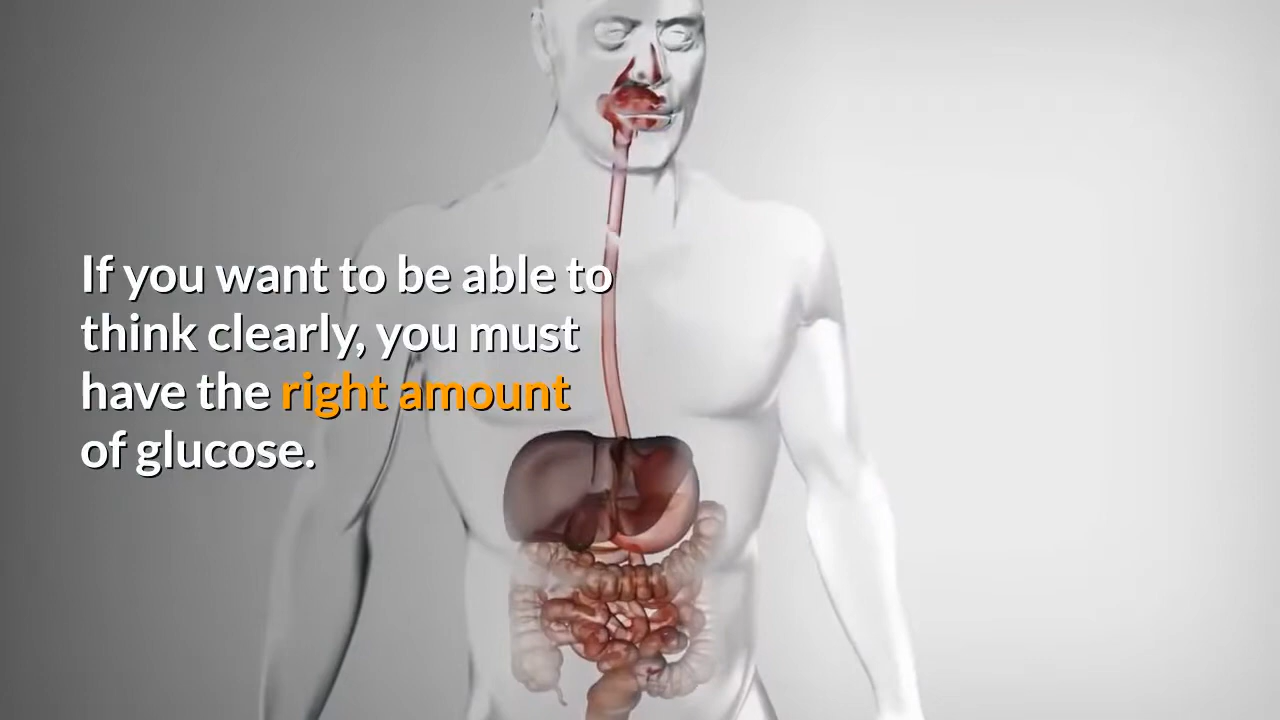 If you want to be able to
think clearly, you must
have the right amount
of glucose.